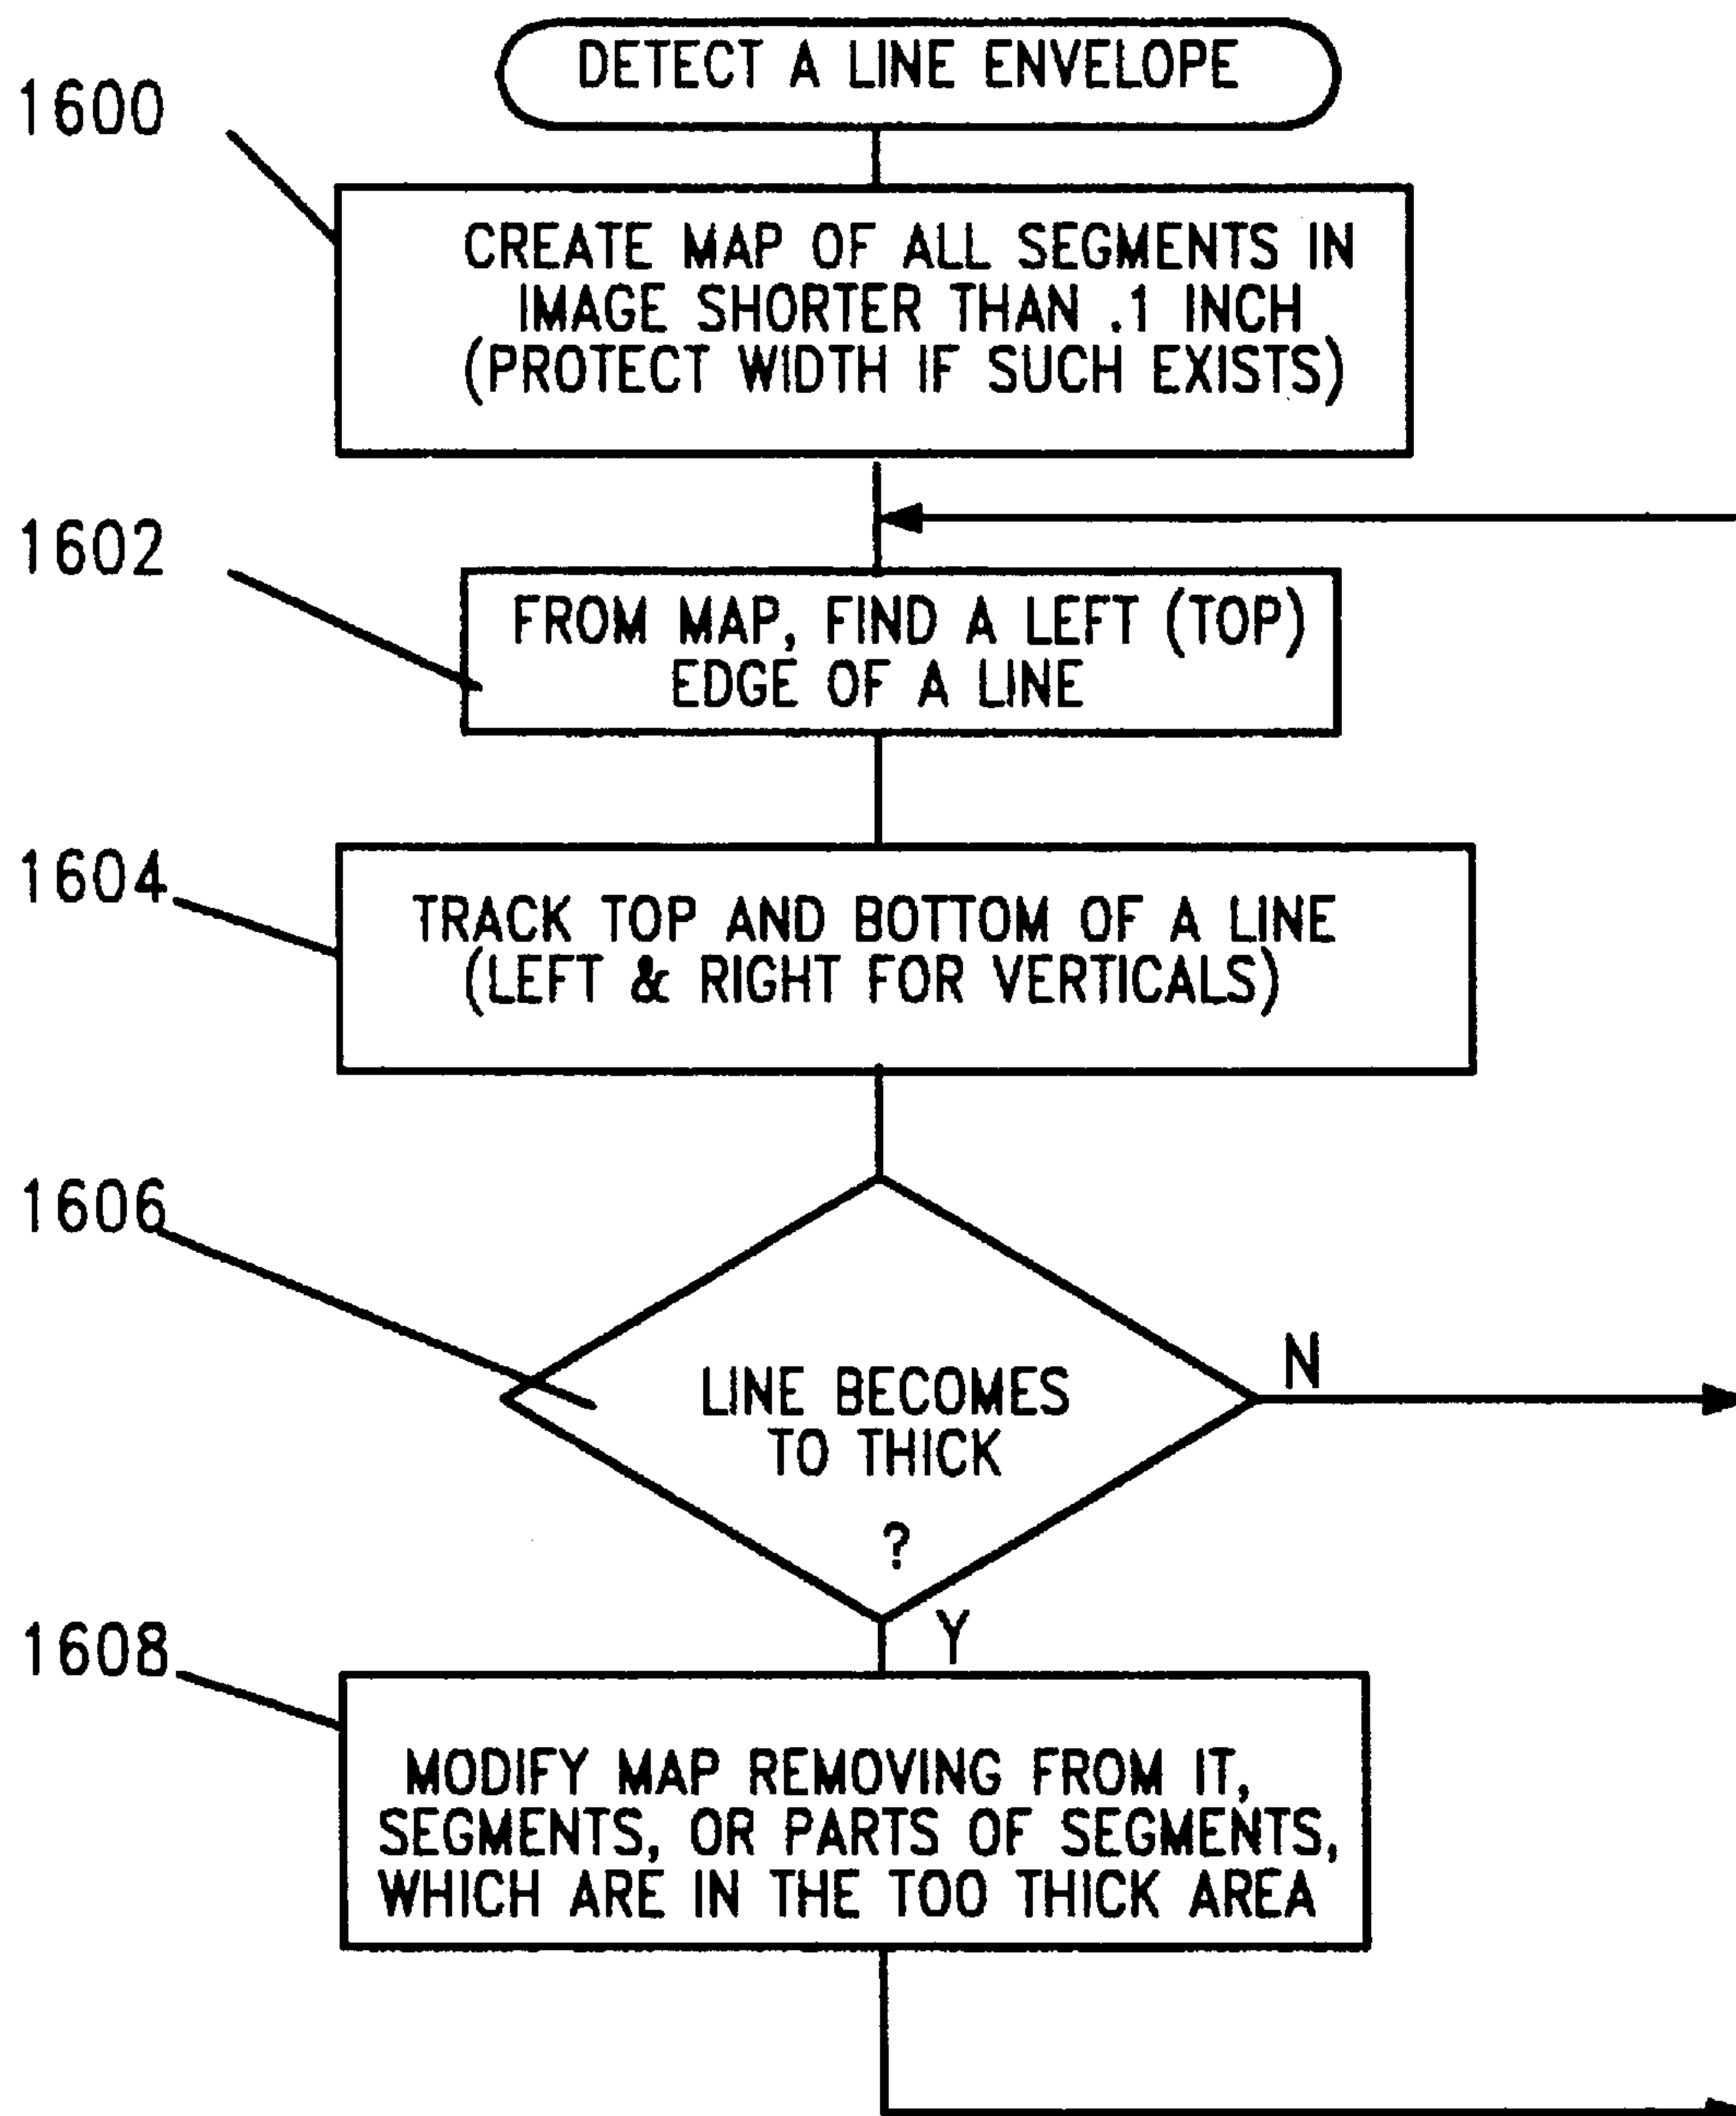 DETECT A LINE ENVELOPE
1600
CREATE MAP OF ALL SEGMENTS IN
IMAGE SHORTER THAN .1 INCH
(PROTECT WIDTH IF SUCH EXISTS)
1602
FROM MAP, FIND A LEFT (TOP)
EDGE OF A LINE
1604
TRACK TOP AND BOTTOM OF A LINE
(LEFT & RIGHT FOR VERTICALS)
1606
LINE BECOMES
TO THICK
?
N
Y
1608
MODIFY MAP REMOVING FROM IT,
SEGMENTS, OR PARTS OF SEGMENTS,
WHICH ARE IN THE TOO THICK AREA